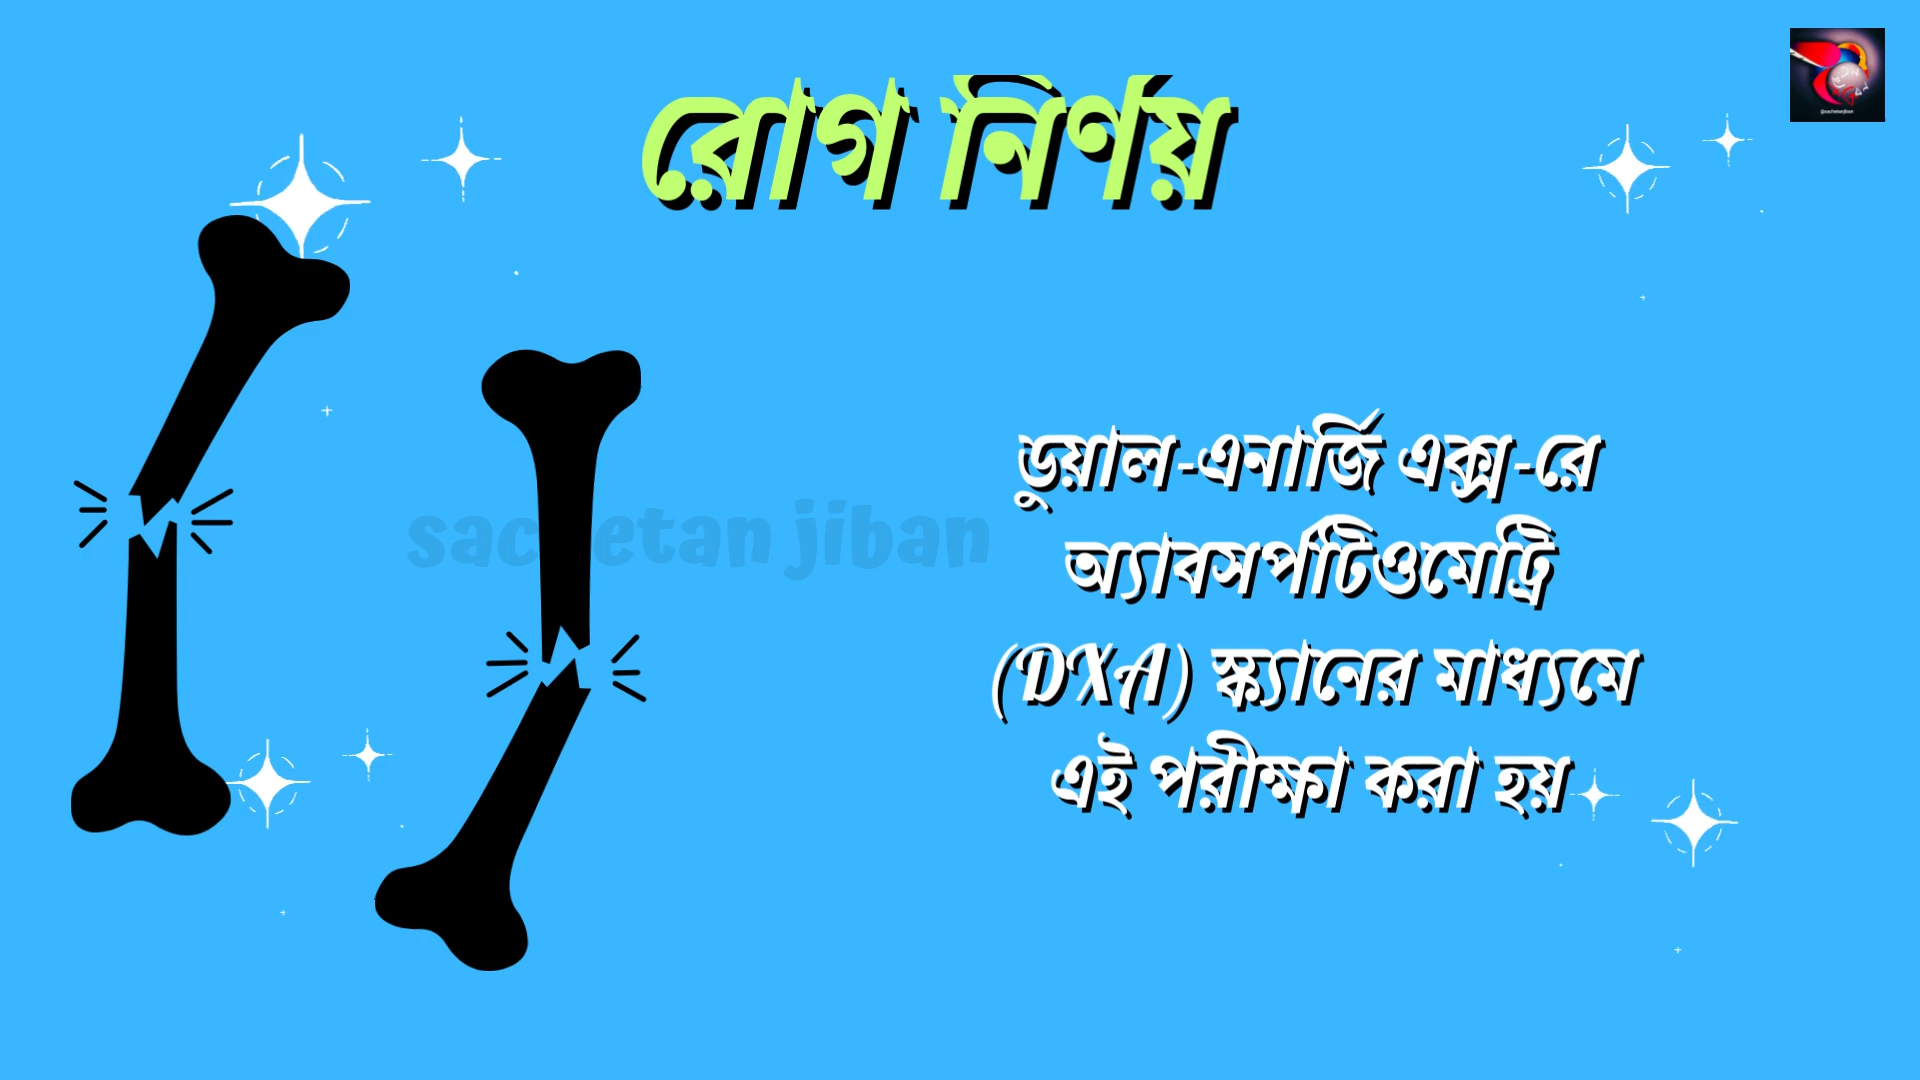 রোগ নির্ণয়
sachetan jiban
ডুয়াল-এনার্জি এক্স-রে
অ্যাবসর্পটিওমেট্রি
(DXA) স্ক্যানের মাধ্যমে
এই পরীক্ষা করা হয়